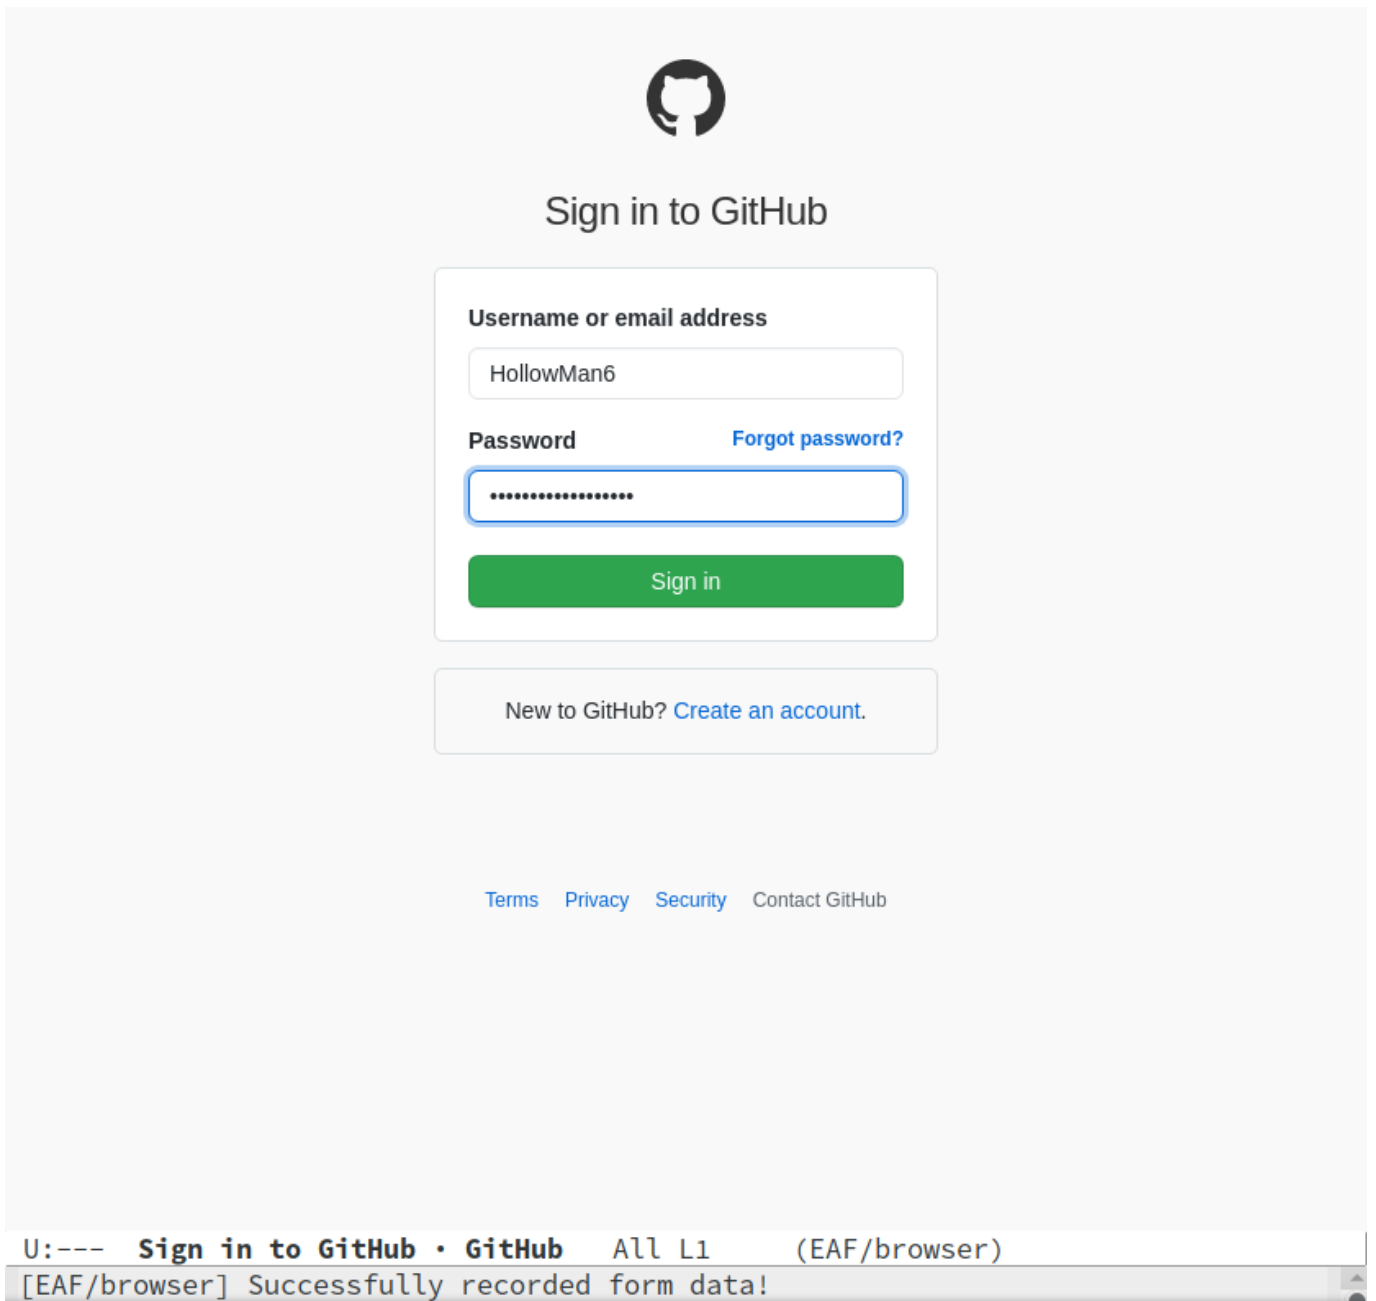 Sign in to GitHub
Username or email address
HollowMan6
Password Forgot password?
••••••••••••••••••
Sign in
New to GitHub? Create an account.
Terms Privacy Security Contact GitHub
U:--- Sign in to GitHub · GitHub All L1 (EAF/browser)
[EAF/browser] Successfully recorded form data!